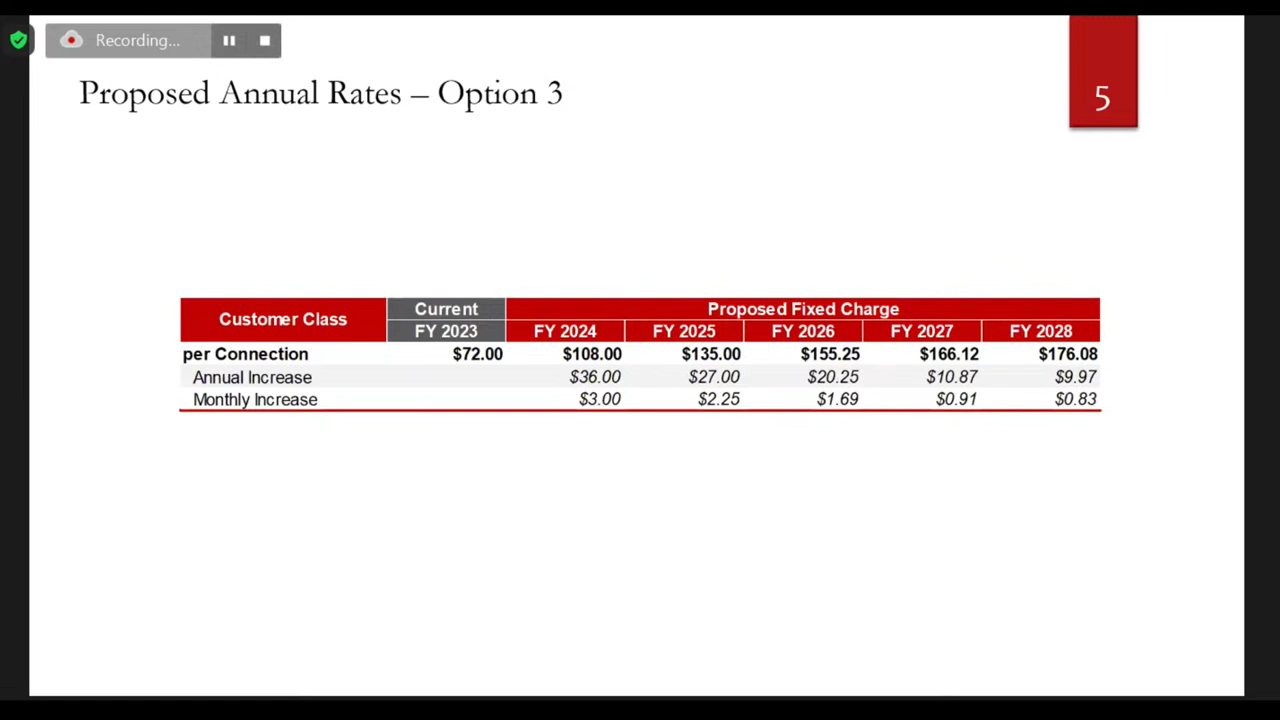 Recording...
Proposed Annual Rates – Option 3
5
Customer Class Current Proposed Fixed Charge
FY 2023 FY 2024 FY 2025 FY 2026 FY 2027 FY 2028
per Connection $72.00 $108.00 $135.00 $155.25 $166.12 $176.08
Annual Increase $36.00 $27.00 $20.25 $10.87 $9.97
Monthly Increase $3.00 $2.25 $1.69 $0.91 $0.83